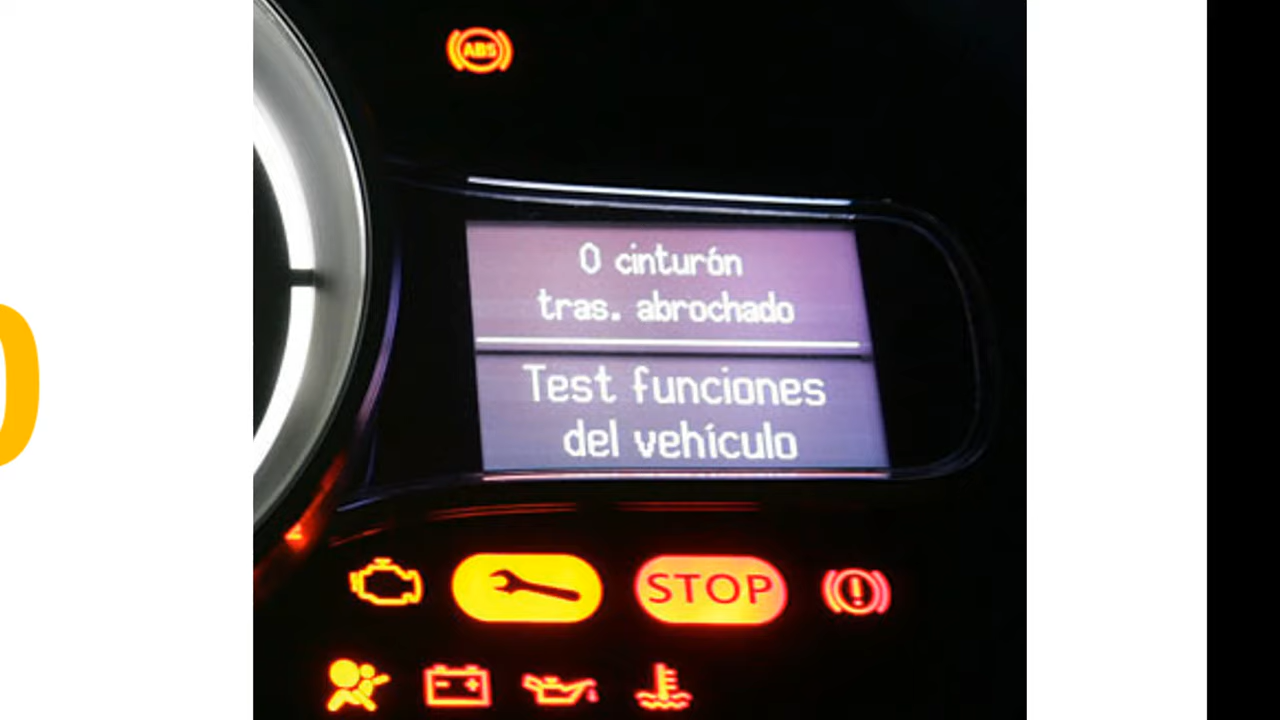 ABS
0 cinturón
tras. abrochado
Test funciones
del vehículo
STOP